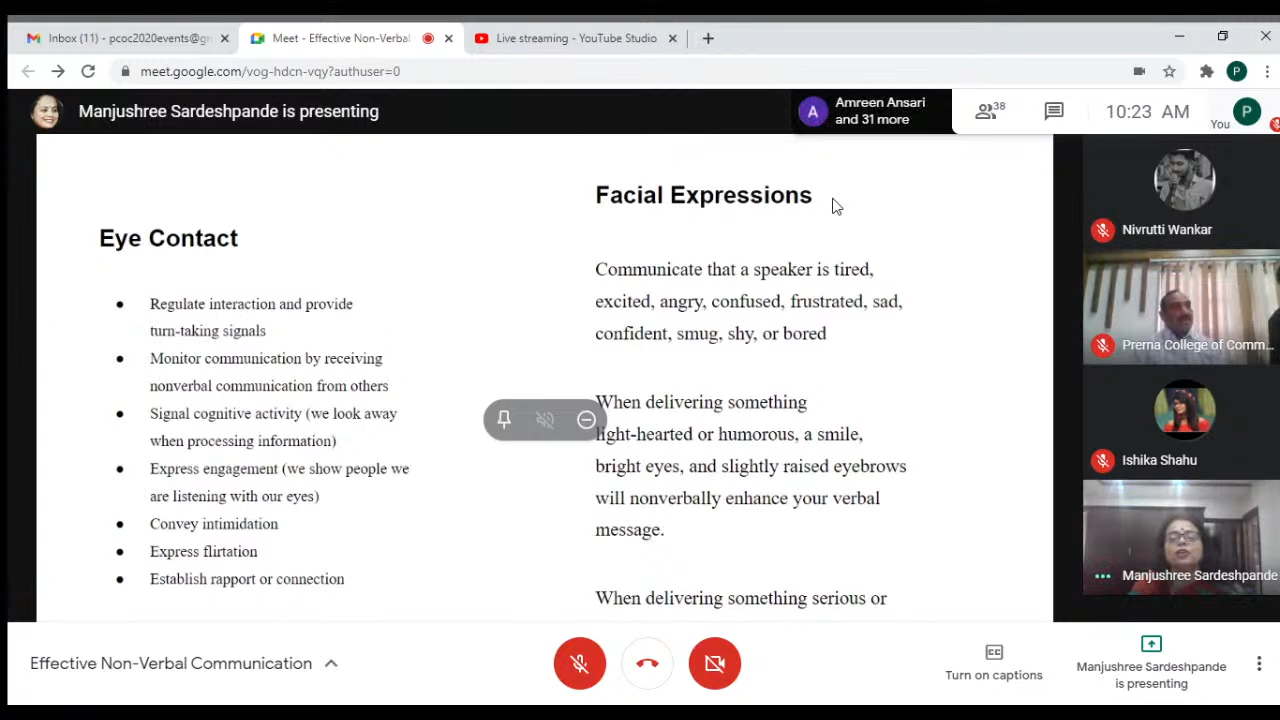 Inbox (11) - pcoc2020events@gr
Meet - Effective Non-Verbal
Live streaming - YouTube Studio
meet.google.com/vog-hdcn-vqy?authuser=0
Manjushree Sardeshpande is presenting
A
Amreen Ansari
and 31 more
38
10:23 AM
You
P
P
Eye Contact
Regulate interaction and provide
turn-taking signals
Monitor communication by receiving
nonverbal communication from others
Signal cognitive activity (we look away
when processing information)
Express engagement (we show people we
are listening with our eyes)
Convey intimidation
Express flirtation
Establish rapport or connection
Facial Expressions
Communicate that a speaker is tired,
excited, angry, confused, frustrated, sad,
confident, smug, shy, or bored
When delivering something
light-hearted or humorous, a smile,
bright eyes, and slightly raised eyebrows
will nonverbally enhance your verbal
message.
When delivering something serious or
Nivrutti Wankar
Prerna College of Comm...
Ishika Shahu
Manjushree Sardeshpande
Effective Non-Verbal Communication
CC
Turn on captions
Manjushree Sardeshpande
is presenting